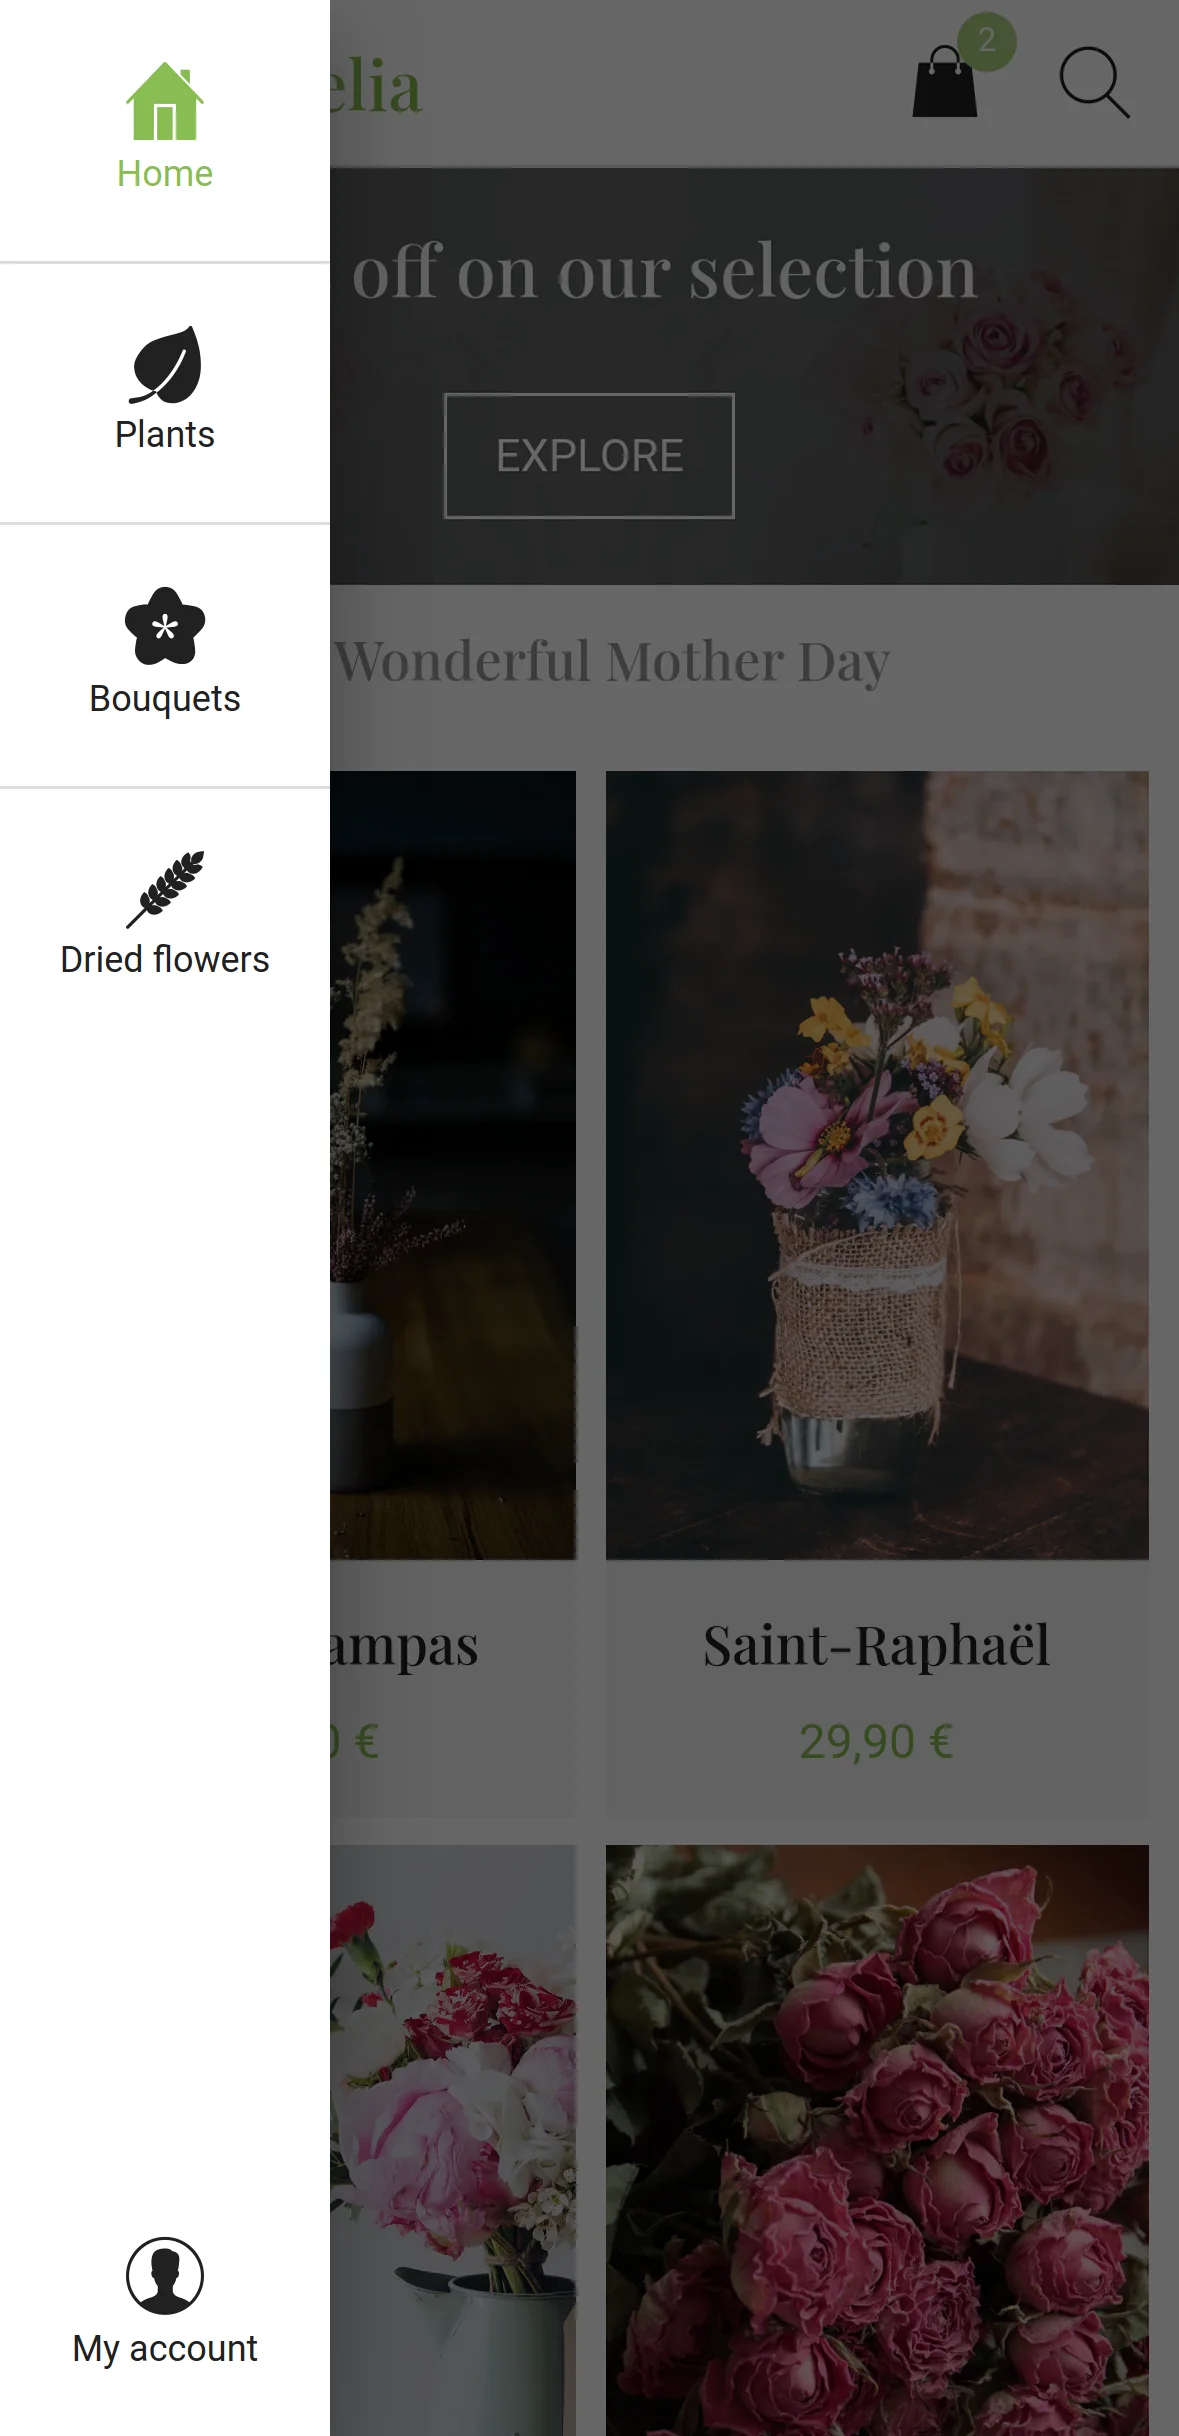 Home
Plants
Bouquets
Dried flowers
My account
elia
2
off on our selection
EXPLORE
Wonderful Mother Day
ampas
0 €
Saint-Raphaël
29,90 €